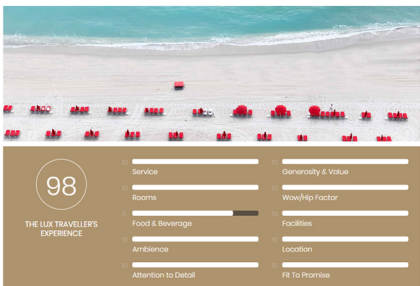 98
THE LUX TRAVELLER'S
EXPERIENCE
Service
Rooms
Food & Beverage
Ambience
Attention to Detail
Generosity & Value
Wow/Hip Factor
Facilities
Location
Fit To Promise